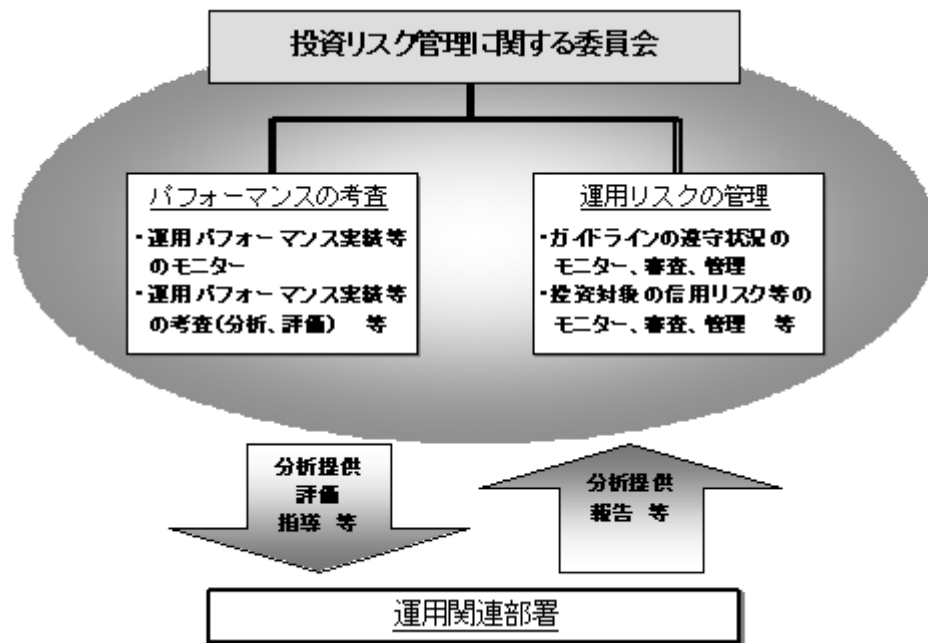 投資リスク管理に関する委員会
パフォーマンスの考査
・運用パフォーマンス実績等
のモニター
・運用パフォーマンス実績等
の考査(分析、評価) 等
運用リスクの管理
・ガイドラインの遵守状況の
モニター、審査、管理
・投資対象の信用リスク等の
モニター、審査、管理 等
分析提供
評価
指導 等
分析提供
報告 等
運用関連部署